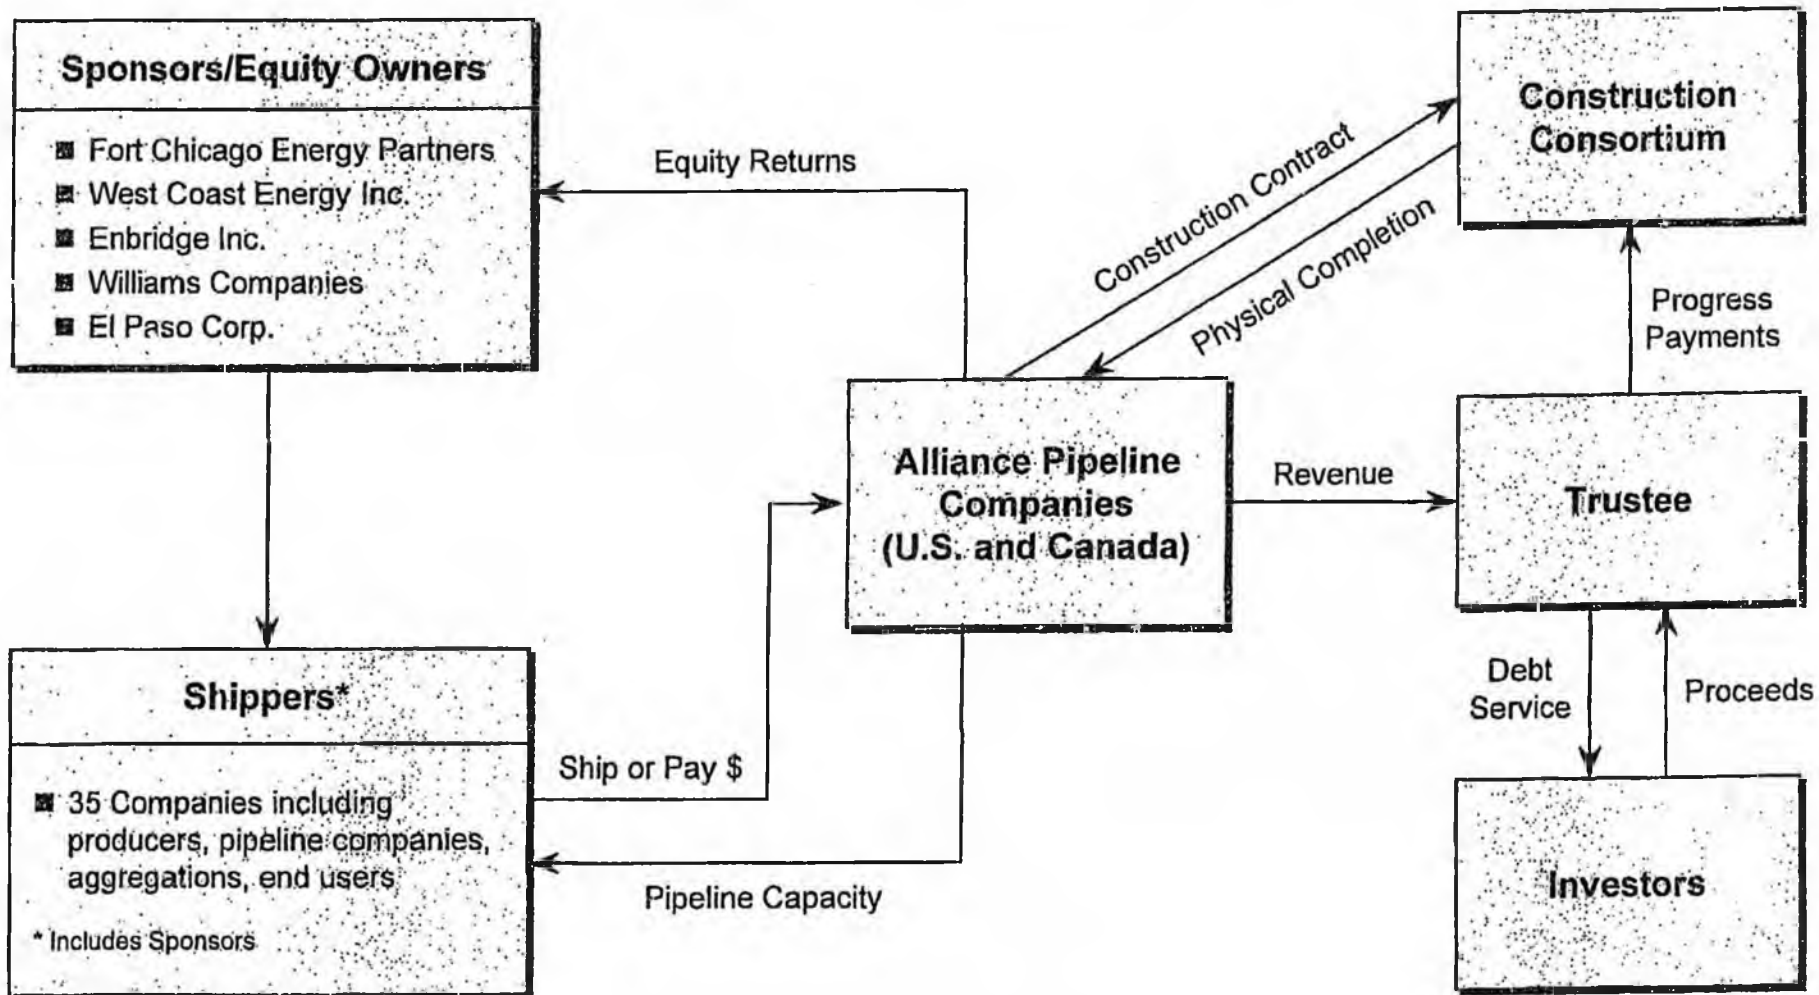 Sponsors/Equity Owners
Fort Chicago Energy Partners
West Coast Energy Inc.
Enbridge Inc.
Williams Companies
El Paso Corp.
Equity Returns
Construction Contract
Physical Completion
Construction
Consortium
Progress
Payments
Alliance Pipeline
Companies
(U.S. and Canada)
Revenue
Trustee
Debt
Service
Proceeds
Investors
Shippers*
35 Companies including
producers, pipeline companies,
aggregations, end users
* Includes Sponsors
Ship or Pay $
Pipeline Capacity